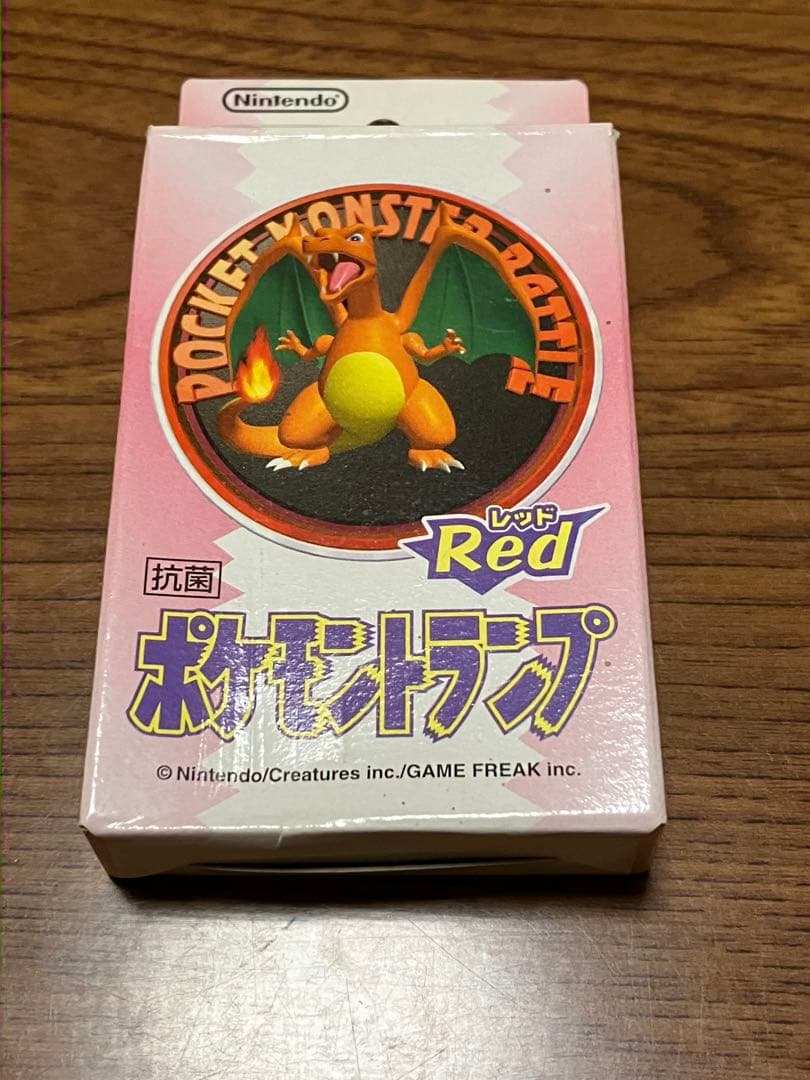 Nintendo
POCKET MONSTER BATTLE
レッド
Red
抗菌
ポケモントランプ
©Nintendo/Creatures inc./GAME FREAK inc.